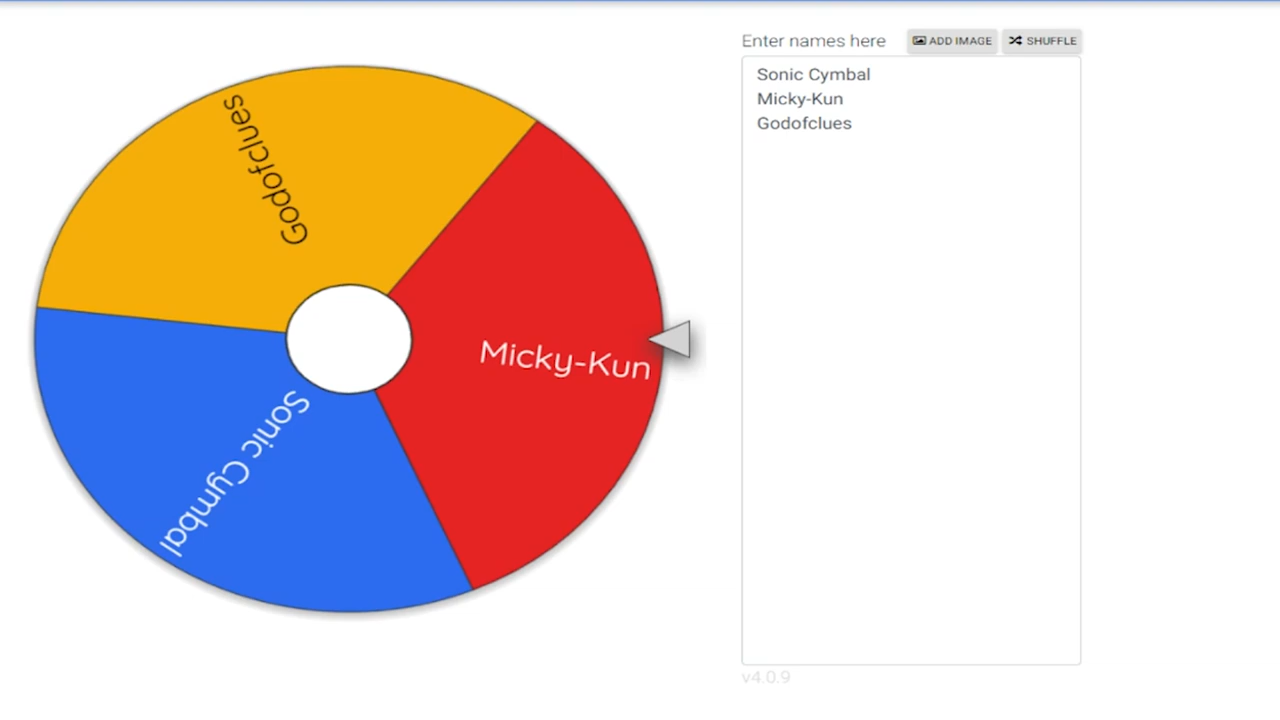 Enter names here
ADD IMAGE
SHUFFLE
Sonic Cymbal
Micky-Kun
Godofclues
Godofclues
Micky-Kun
Sonic Cymbal
v4.0.9